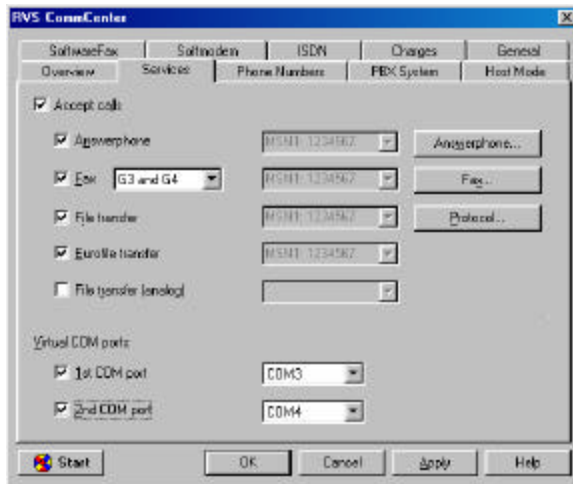 RVS CommCenter
SoftwareFax Softmodem ISDN Charges General
Overview Services Phone Numbers PBX System Host Mode
Accept calls
Answerphone MSN1: 1234567 Answerphone...
Fax G3 and G4 MSN1: 1234567 Fax...
File transfer MSN1: 1234567 Protocol...
Eurofile transfer MSN1: 1234567
File transfer (analog)
Virtual COM ports:
1st COM port COM3
2nd COM port COM4
Start OK Cancel Apply Help